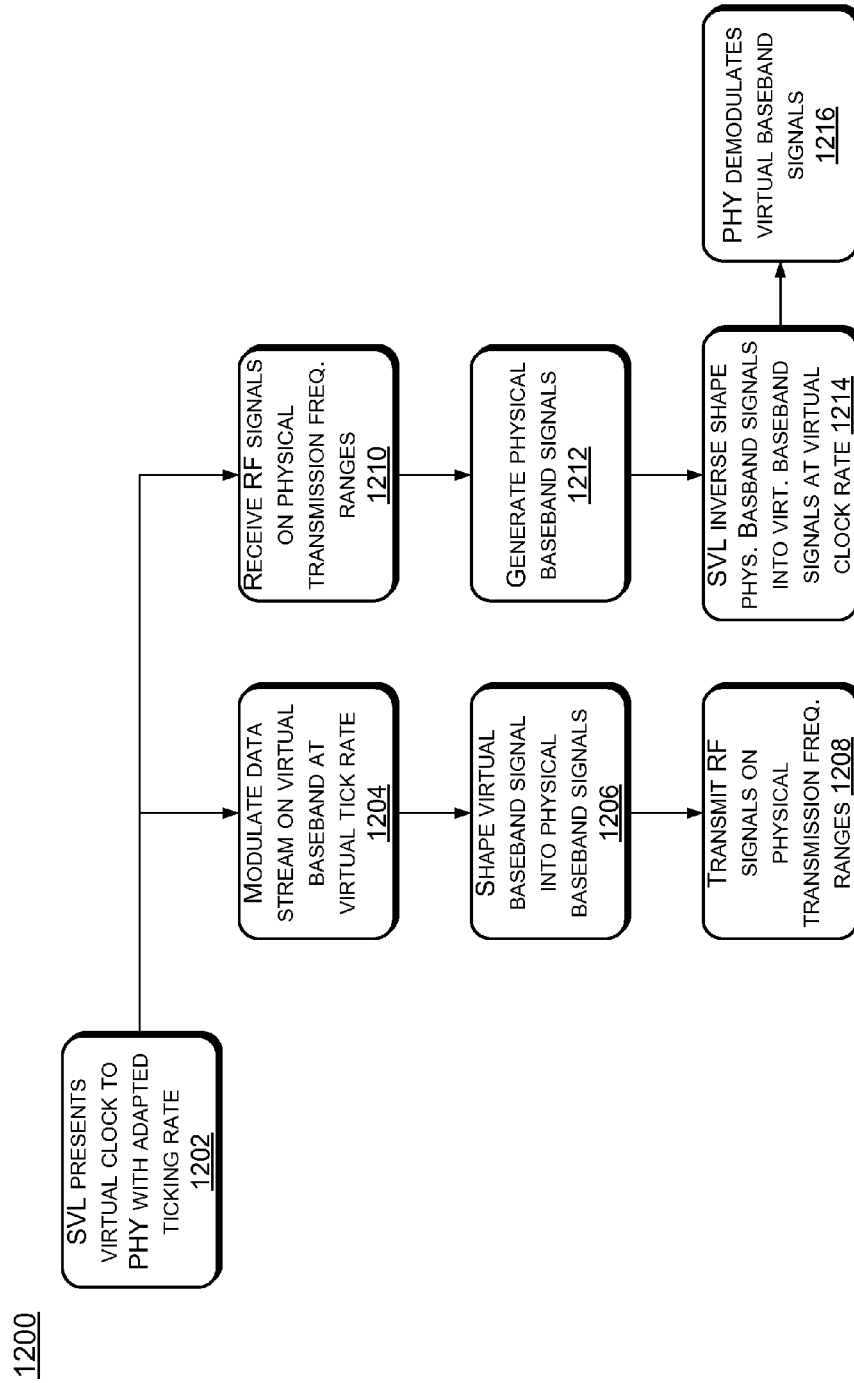 1200
SVL PRESENTS
VIRTUAL CLOCK TO
PHY WITH ADAPTED
TICKING RATE
1202
MODULATE DATA
STREAM ON VIRTUAL
BASEBAND AT
VIRTUAL TICK RATE
1204
SHAPE VIRTUAL
BASEBAND SIGNAL
INTO PHYSICAL
BASEBAND SIGNALS
1206
TRANSMIT RF
SIGNALS ON
PHYSICAL
TRANSMISSION FREQ.
RANGES 1208
RECEIVE RF SIGNALS
ON PHYSICAL
TRANSMISSION FREQ.
RANGES
1210
GENERATE PHYSICAL
BASEBAND SIGNALS
1212
SVL INVERSE SHAPE
PHYS. BASBAND SIGNALS
INTO VIRT. BASEBAND
SIGNALS AT VIRTUAL
CLOCK RATE 1214
PHY DEMODULATES
VIRTUAL BASEBAND
SIGNALS
1216